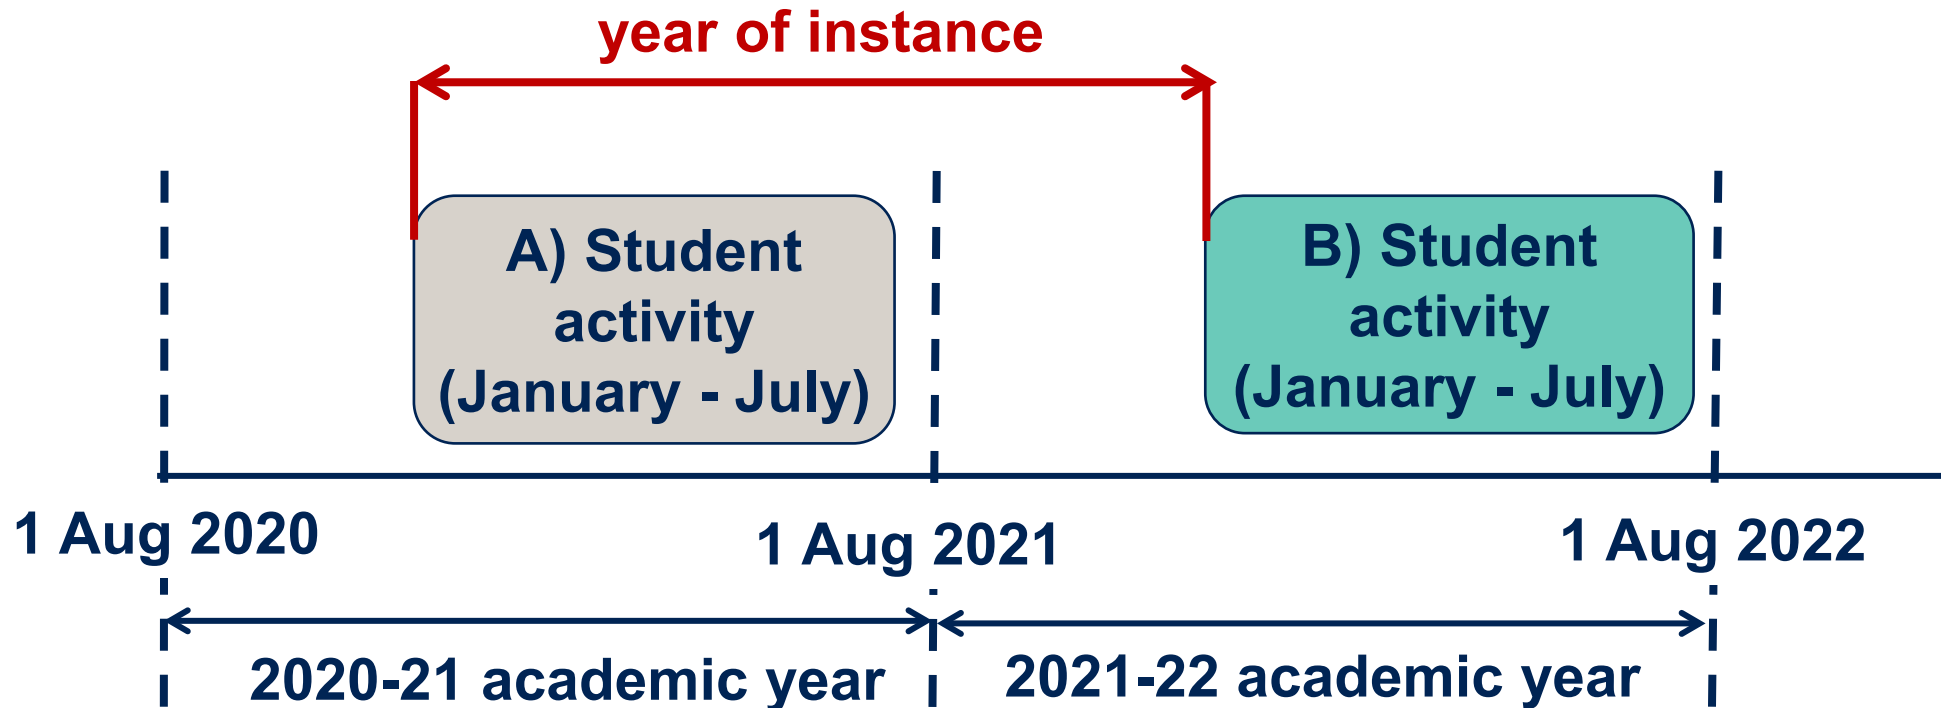 year of instance
A) Student
activity
(January - July)
B) Student
activity
(January - July)
1 Aug 2020
1 Aug 2021
1 Aug 2022
2020-21 academic year
2021-22 academic year